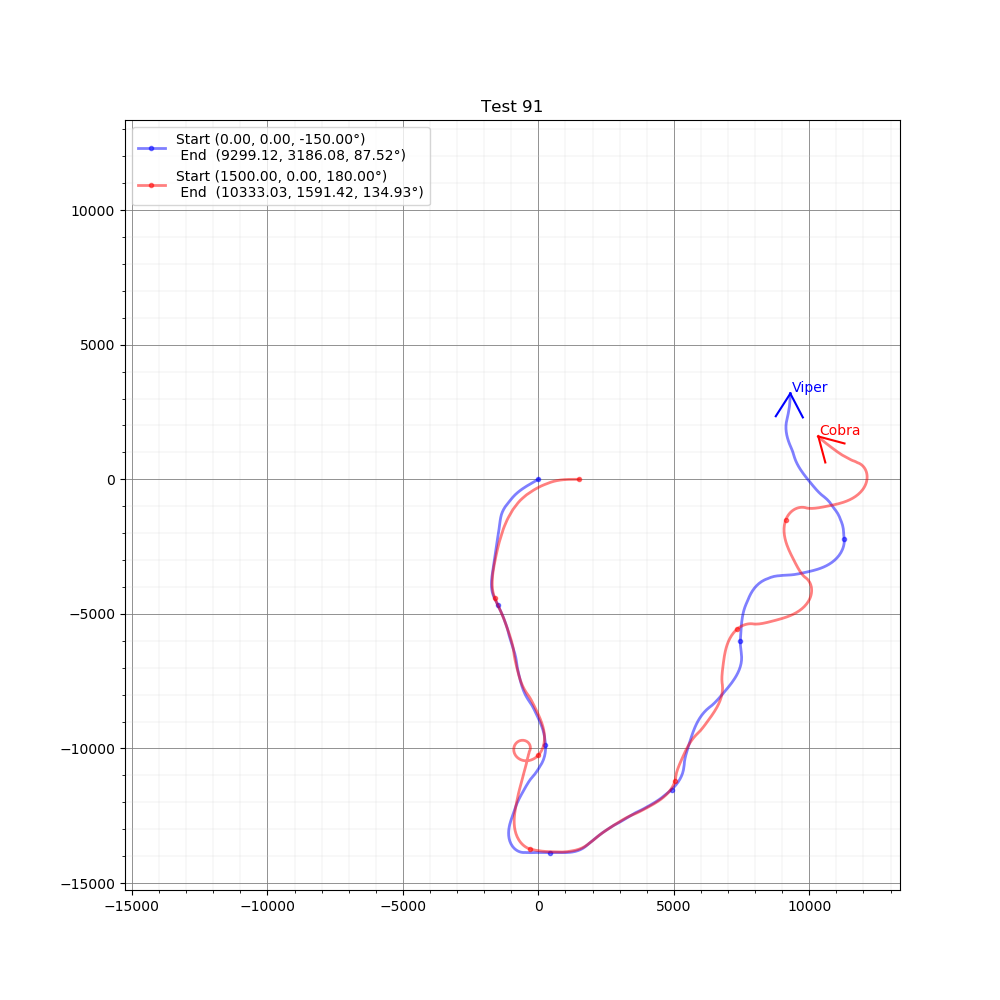 Test 91
Start (0.00, 0.00, -150.00°)
End (9299.12, 3186.08, 87.52°)
Start (1500.00, 0.00, 180.00°)
End (10333.03, 1591.42, 134.93°)
10000
5000
0
−5000
−10000
−15000
Viper
Cobra
−15000 −10000 −5000 0 5000 10000